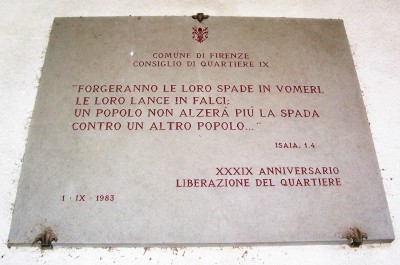 COMUNE DI FIRENZE
CONSIGLIO DI QUARTIERE IX
"FORGERANNO LE LORO SPADE IN VOMERI,
LE LORO LANCE IN FALCI;
UN POPOLO NON ALZERÁ PIÚ LA SPADA
CONTRO UN ALTRO POPOLO..."
ISAIA, 1.4
XXXIX ANNIVERSARIO
LIBERAZIONE DEL QUARTIERE
1 · IX · 1983